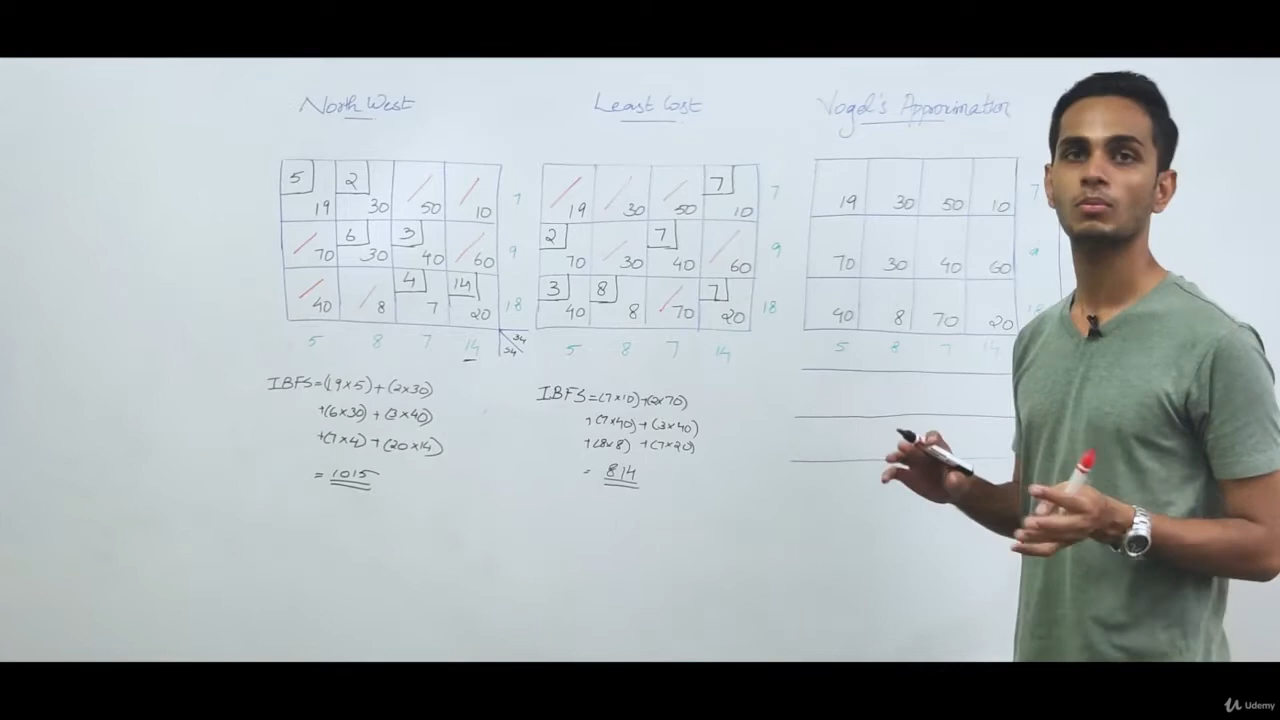 North West
5 2
19 30 50 10 7
6 3
70 30 40 60 9
4 14
40 8 7 20 18
5 8 7 14 34
34
IBFS = (19×5) + (2×30)
+(6×30) + (3×40)
+(7×4) + (20×14)
= 1015
Least Cost
7
19 30 50 10 7
2 7
70 30 40 60 9
3 8 7
40 8 70 20 18
5 8 7 14
IBFS = (7×10) + (2×70)
+(7×40) + (3×40)
+(8×8) + (7×20)
= 814
Vogel's Approximation
19 30 50 10 7
70 30 40 60 9
40 8 70 20
5 8 7 14
Udemy